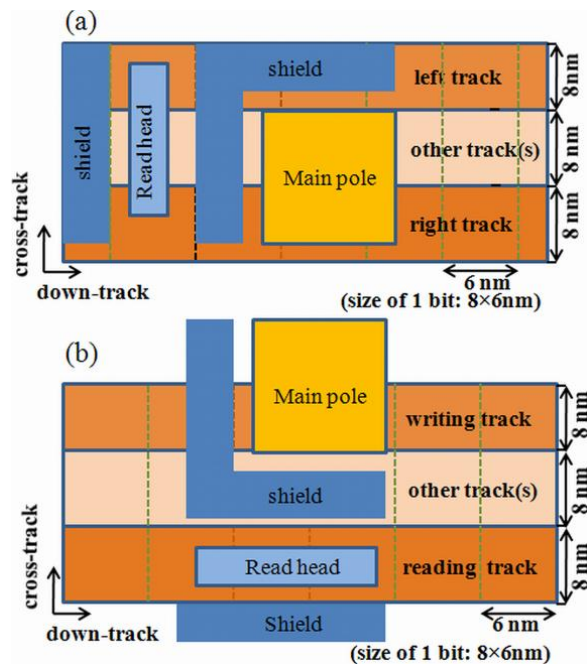 (a)
shield
left track
8nm
shield
Read head
other track(s)
8 nm
Main pole
right track
8 nm
cross-track
down-track
6 nm
(size of 1 bit: 8×6nm)
(b)
Main pole
writing track
8 nm
other track(s)
8 nm
shield
Read head
reading track
8 nm
cross-track
down-track
Shield
6 nm
(size of 1 bit: 8×6nm)